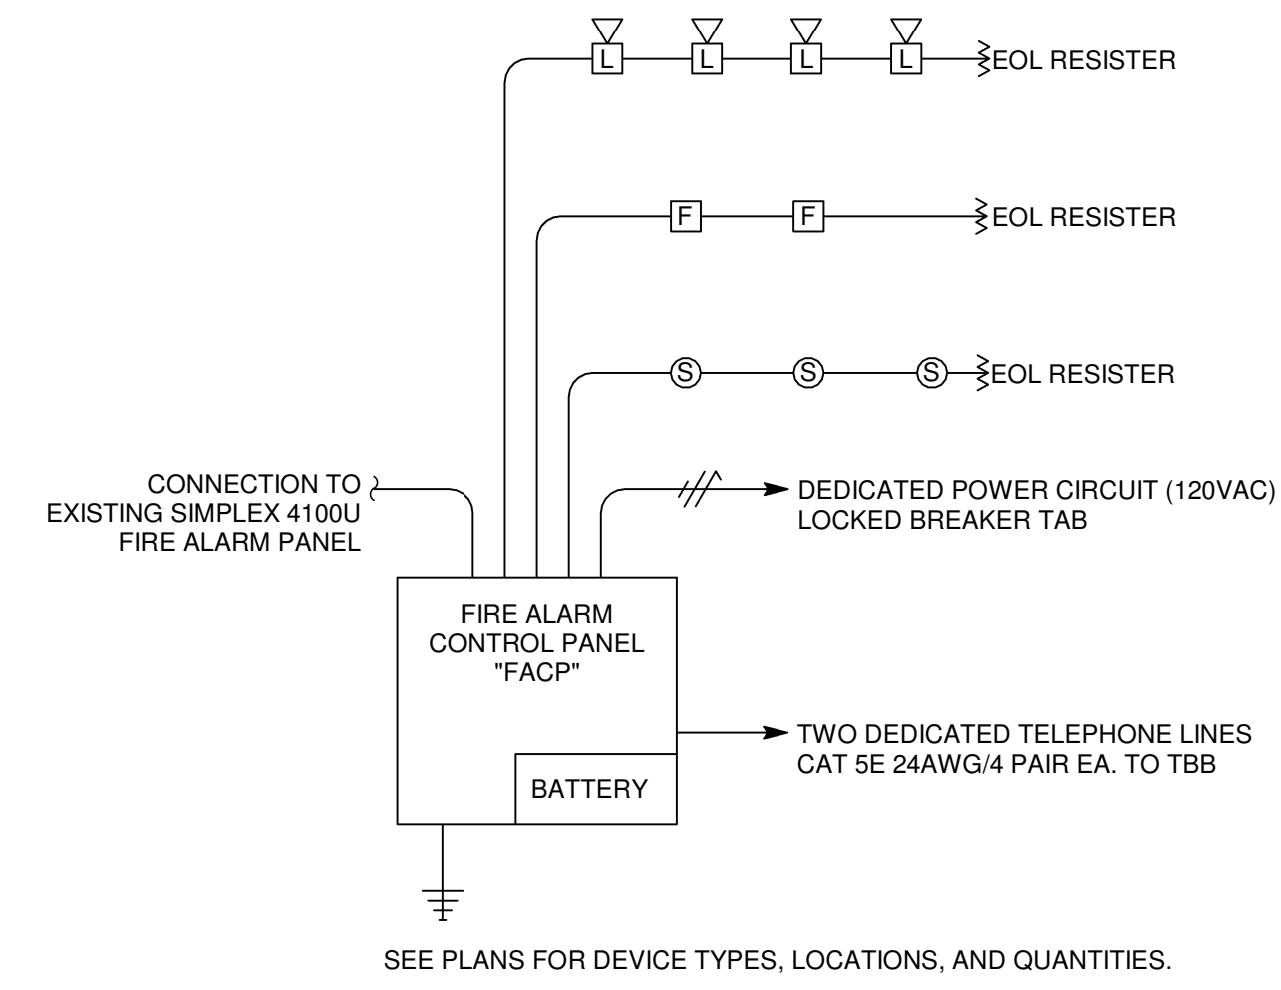 L L L L EOL RESISTER
F F EOL RESISTER
S S S EOL RESISTER
CONNECTION TO
EXISTING SIMPLEX 4100U
FIRE ALARM PANEL
DEDICATED POWER CIRCUIT (120VAC)
LOCKED BREAKER TAB
FIRE ALARM
CONTROL PANEL
"FACP"
TWO DEDICATED TELEPHONE LINES
CAT 5E 24AWG/4 PAIR EA. TO TBB
BATTERY
SEE PLANS FOR DEVICE TYPES, LOCATIONS, AND QUANTITIES.